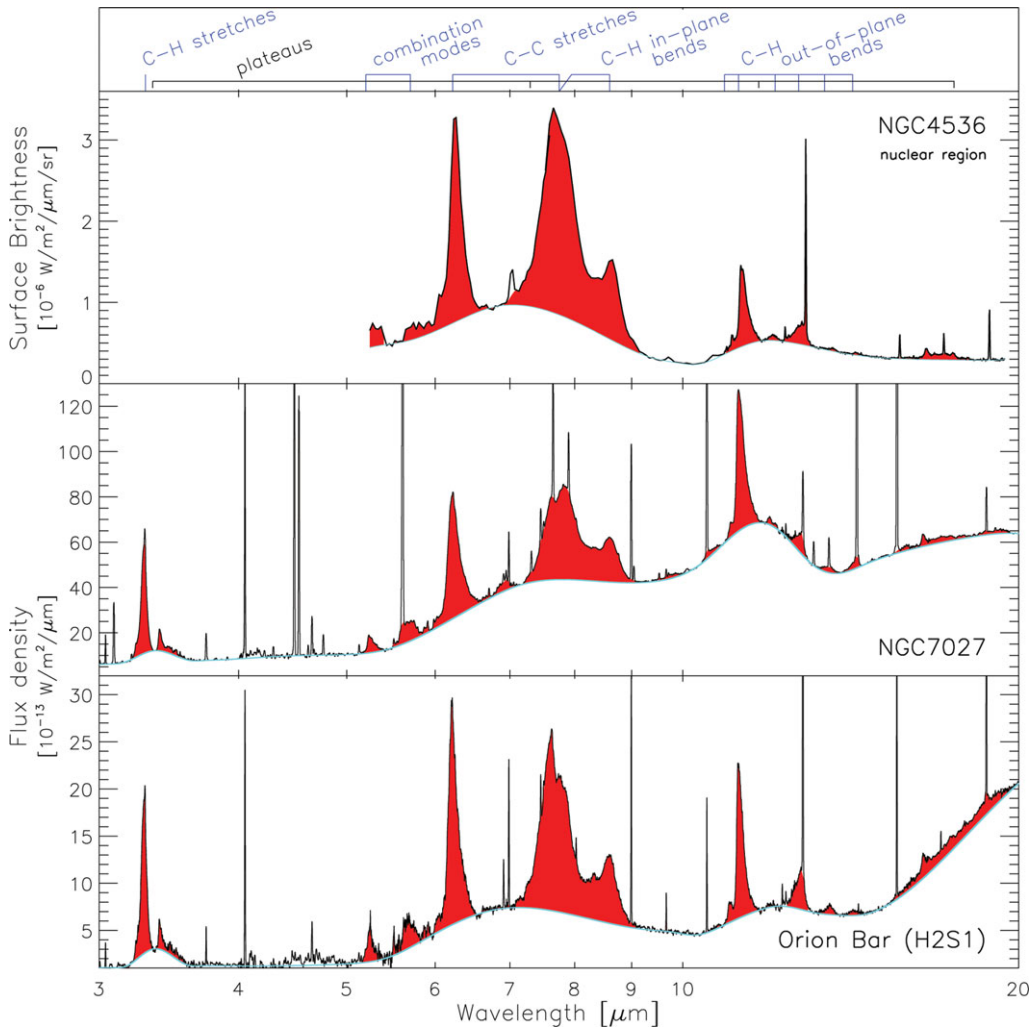 C–H stretches
plateaus
combination
modes
C–C stretches
C–H in–plane
bends
C–H
out–of–plane
bends
NGC4536
nuclear region
Surface Brightness
[10⁻⁶ W/m²/μm/sr]
3
2
1
0
NGC7027
120
100
80
60
40
20
Flux density
[10⁻¹³ W/m²/μm]
30
25
20
15
10
5
Orion Bar (H2S1)
3
4
5
6
7
8
9
10
20
Wavelength [μm]